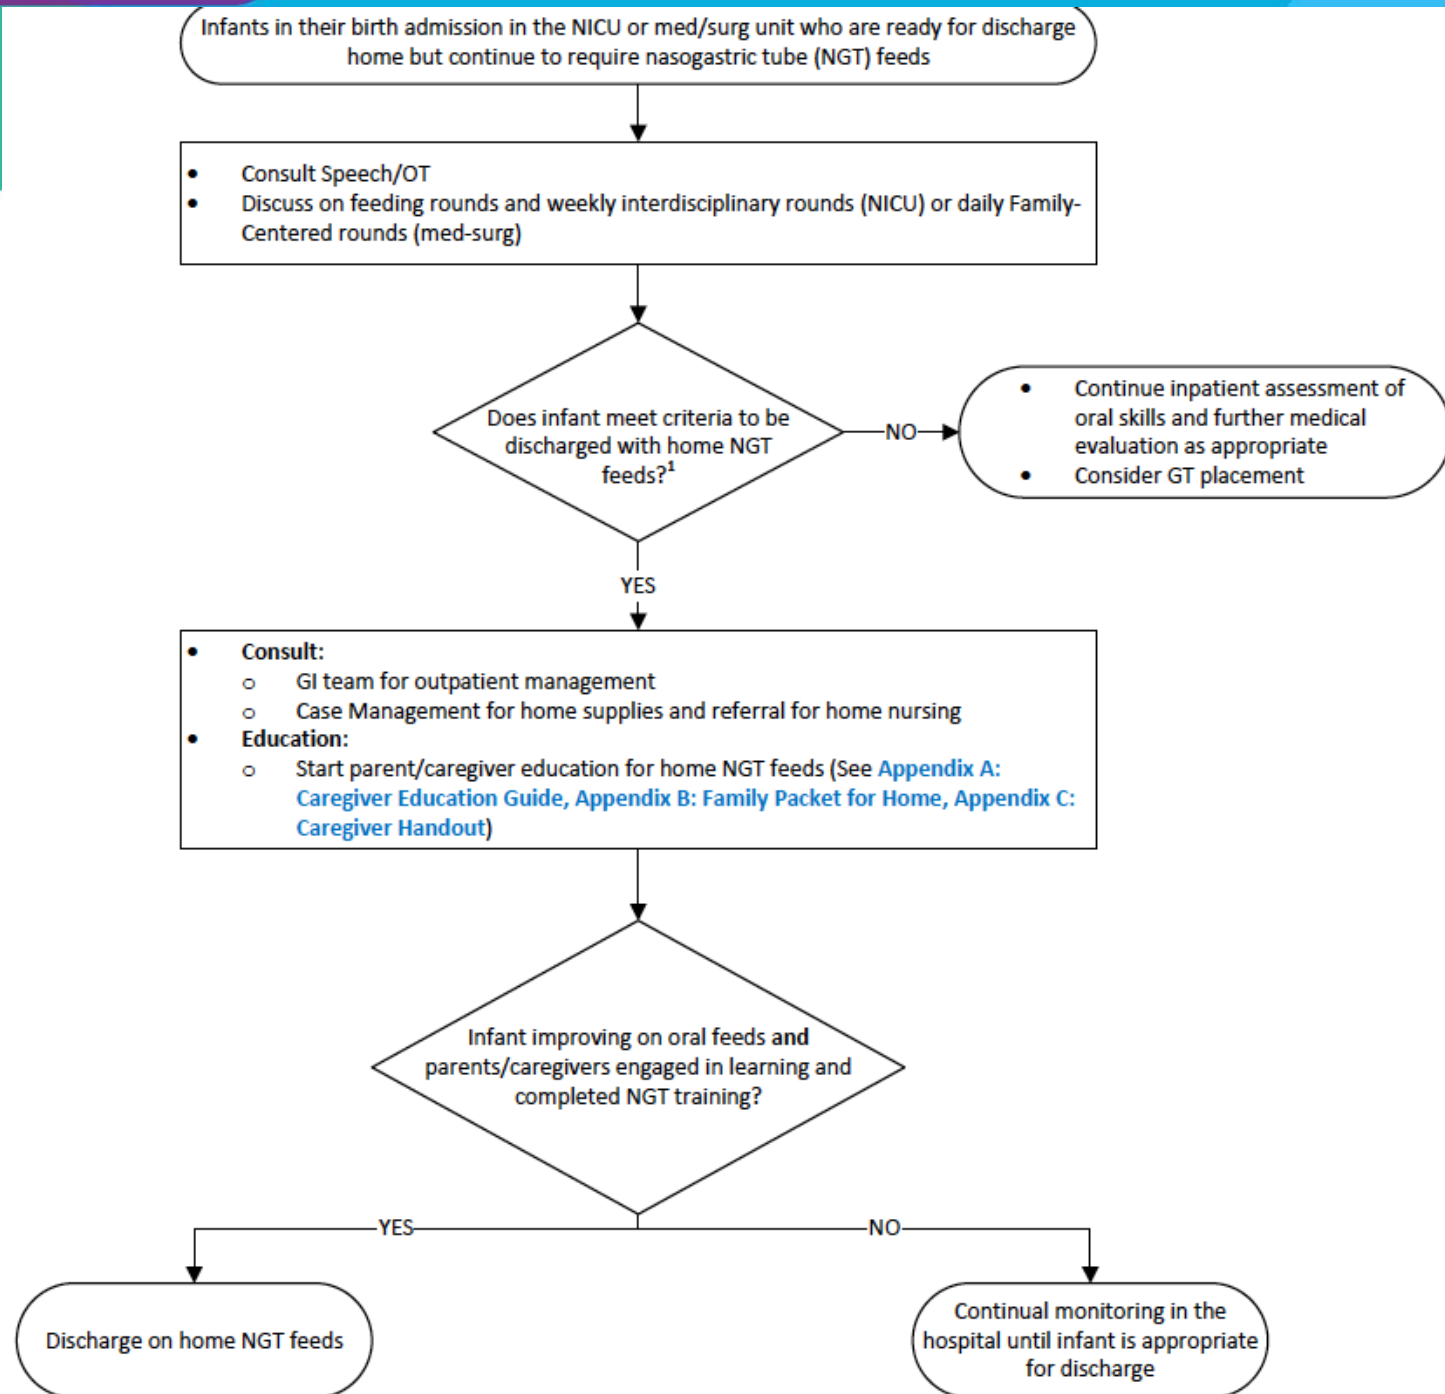 Infants in their birth admission in the NICU or med/surg unit who are ready for discharge
home but continue to require nasogastric tube (NGT) feeds
• Consult Speech/OT
• Discuss on feeding rounds and weekly interdisciplinary rounds (NICU) or daily Family-
Centered rounds (med-surg)
Does infant meet criteria to be
discharged with home NGT
feeds?¹
NO
• Continue inpatient assessment of
oral skills and further medical
evaluation as appropriate
• Consider GT placement
YES
• Consult:
o GI team for outpatient management
o Case Management for home supplies and referral for home nursing
• Education:
o Start parent/caregiver education for home NGT feeds (See Appendix A:
Caregiver Education Guide, Appendix B: Family Packet for Home, Appendix C:
Caregiver Handout)
Infant improving on oral feeds and
parents/caregivers engaged in learning and
completed NGT training?
YES
NO
Discharge on home NGT feeds
Continual monitoring in the
hospital until infant is appropriate
for discharge